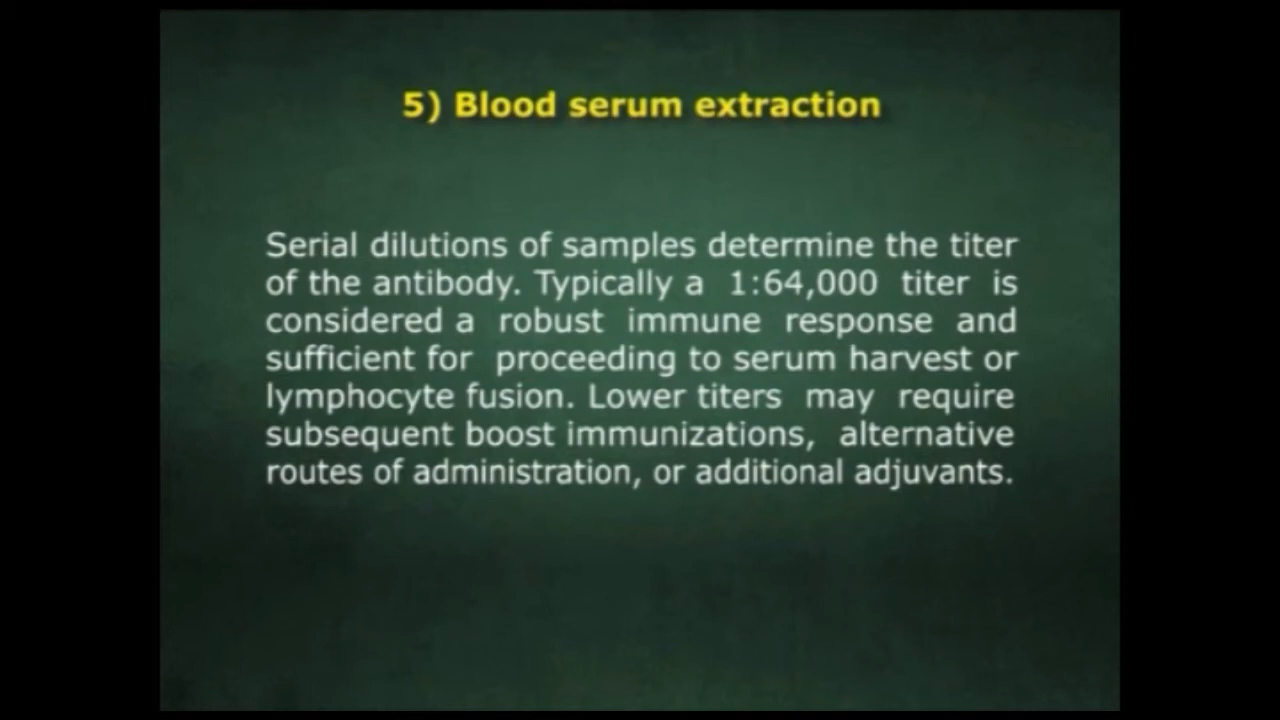 5) Blood serum extraction
Serial dilutions of samples determine the titer
of the antibody. Typically a 1:64,000 titer is
considered a robust immune response and
sufficient for proceeding to serum harvest or
lymphocyte fusion. Lower titers may require
subsequent boost immunizations, alternative
routes of administration, or additional adjuvants.